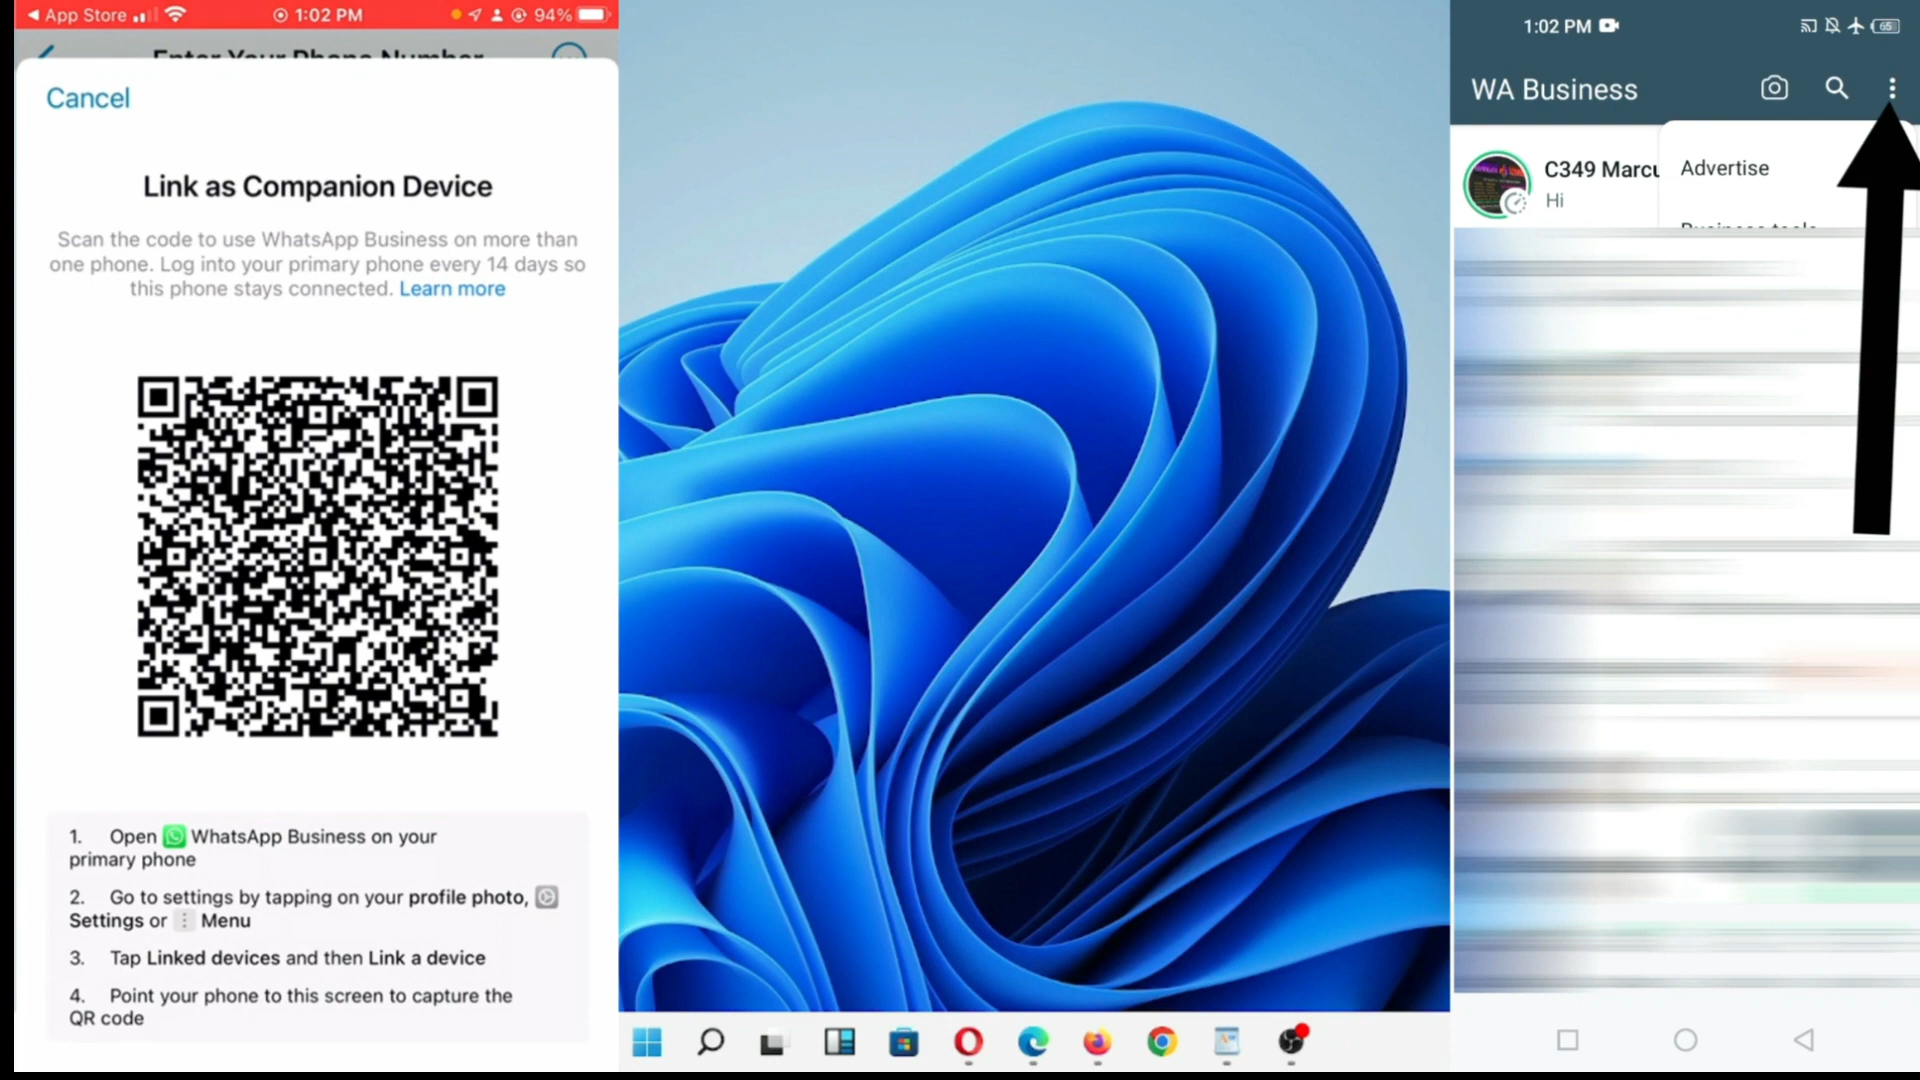 App Store
1:02 PM
94%
Cancel
Link as Companion Device
Scan the code to use WhatsApp Business on more than
one phone. Log into your primary phone every 14 days so
this phone stays connected. Learn more
1. Open WhatsApp Business on your
primary phone
2. Go to settings by tapping on your profile photo,
Settings or Menu
3. Tap Linked devices and then Link a device
4. Point your phone to this screen to capture the
QR code
1:02 PM
65
WA Business
C349 Marcu
Hi
Advertise